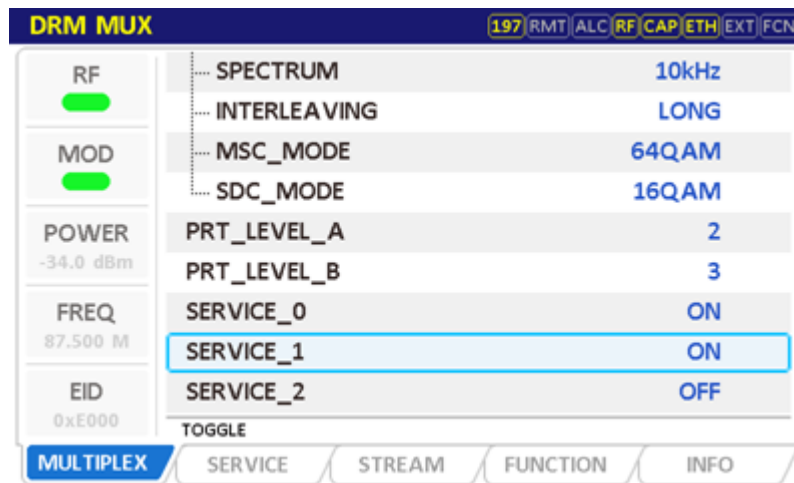 DRM MUX 197 RMT ALC RF CAP ETH EXT FCN
RF
MOD
POWER
-34.0 dBm
FREQ
87.500 M
EID
0xE000
SPECTRUM 10kHz
INTERLEAVING LONG
MSC_MODE 64QAM
SDC_MODE 16QAM
PRT_LEVEL_A 2
PRT_LEVEL_B 3
SERVICE_0 ON
SERVICE_1 ON
SERVICE_2 OFF
TOGGLE
MULTIPLEX SERVICE STREAM FUNCTION INFO